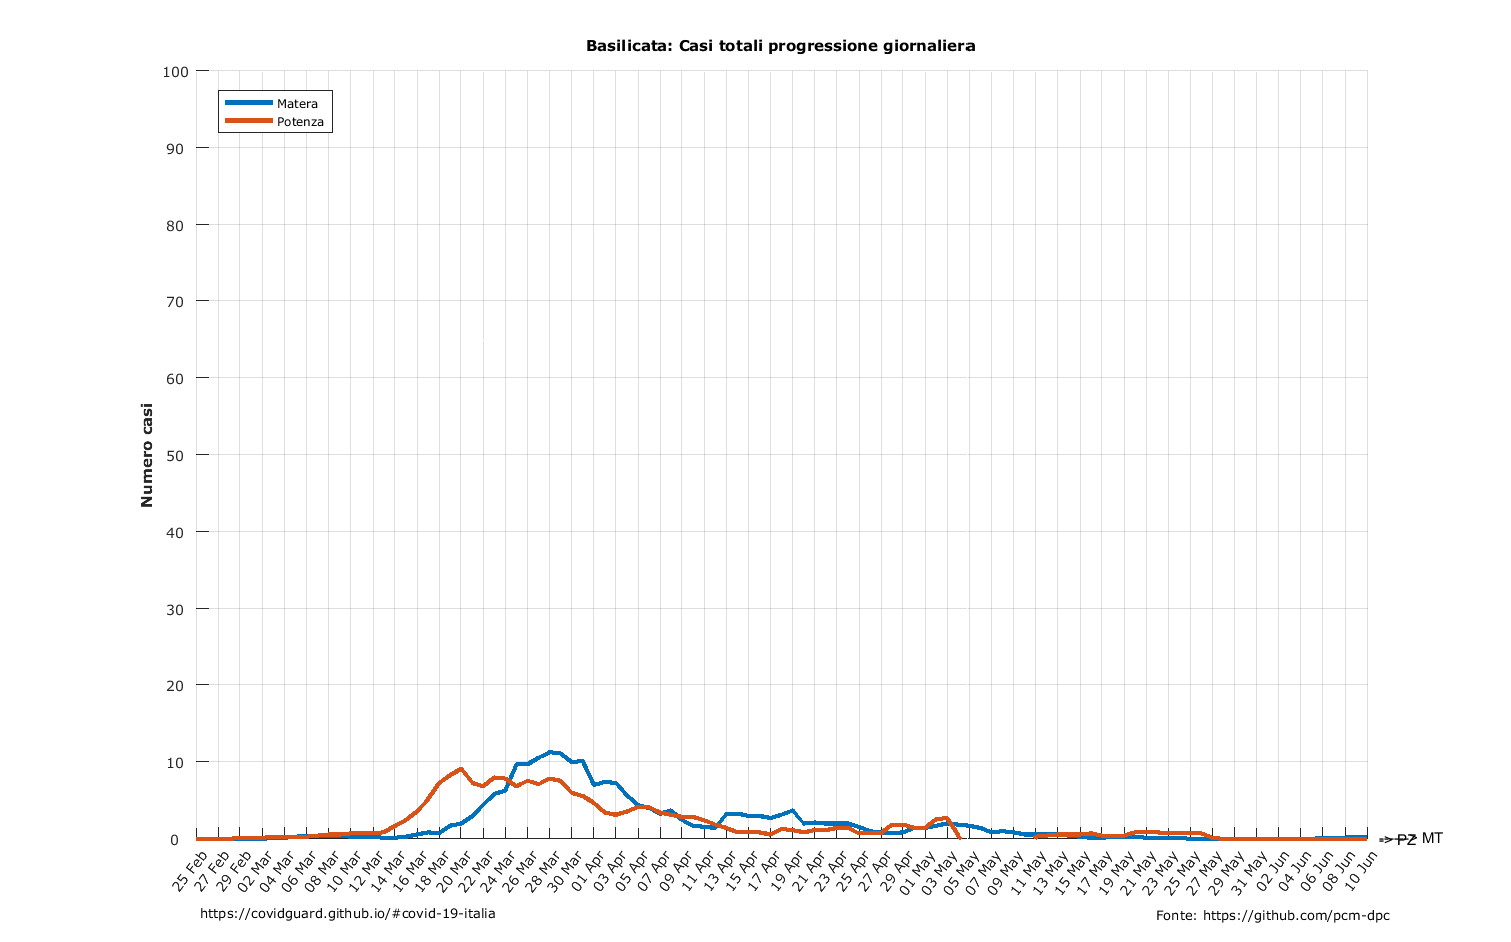 Basilicata: Casi totali progressione giornaliera
100
90
80
70
60
50
40
30
20
10
0
Numero casi
Matera
Potenza
25 Feb
27 Feb
29 Feb
02 Mar
04 Mar
06 Mar
08 Mar
10 Mar
12 Mar
14 Mar
16 Mar
18 Mar
20 Mar
22 Mar
24 Mar
26 Mar
28 Mar
30 Mar
01 Apr
03 Apr
05 Apr
07 Apr
09 Apr
11 Apr
13 Apr
15 Apr
17 Apr
19 Apr
21 Apr
23 Apr
25 Apr
27 Apr
29 Apr
01 May
03 May
05 May
07 May
09 May
11 May
13 May
15 May
17 May
19 May
21 May
23 May
25 May
27 May
29 May
31 May
02 Jun
04 Jun
06 Jun
08 Jun
10 Jun
PZ
MT
https://covidguard.github.io/#covid-19-italia
Fonte: https://github.com/pcm-dpc